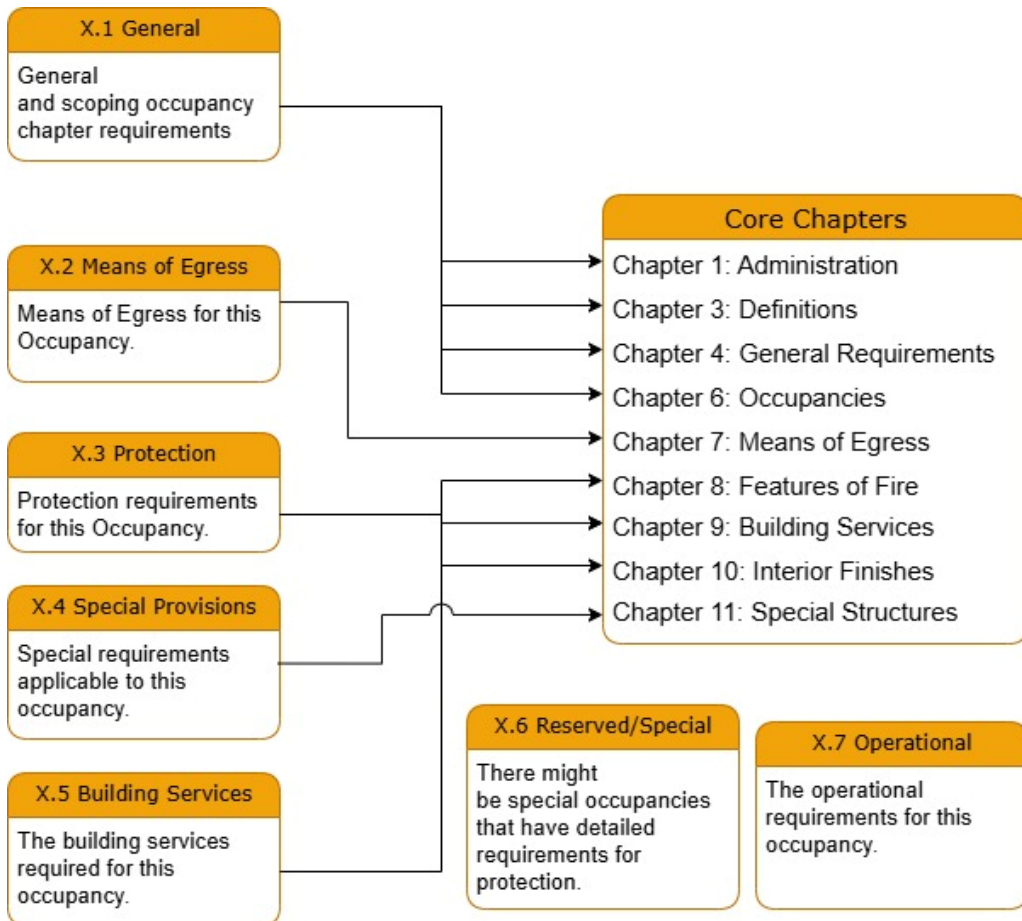 X.1 General
General
and scoping occupancy
chapter requirements
X.2 Means of Egress
Means of Egress for this
Occupancy.
X.3 Protection
Protection requirements
for this Occupancy.
X.4 Special Provisions
Special requirements
applicable to this
occupancy.
X.5 Building Services
The building services
required for this
occupancy.
Core Chapters
Chapter 1: Administration
Chapter 3: Definitions
Chapter 4: General Requirements
Chapter 6: Occupancies
Chapter 7: Means of Egress
Chapter 8: Features of Fire
Chapter 9: Building Services
Chapter 10: Interior Finishes
Chapter 11: Special Structures
X.6 Reserved/Special
There might
be special occupancies
that have detailed
requirements for
protection.
X.7 Operational
The operational
requirements for this
occupancy.